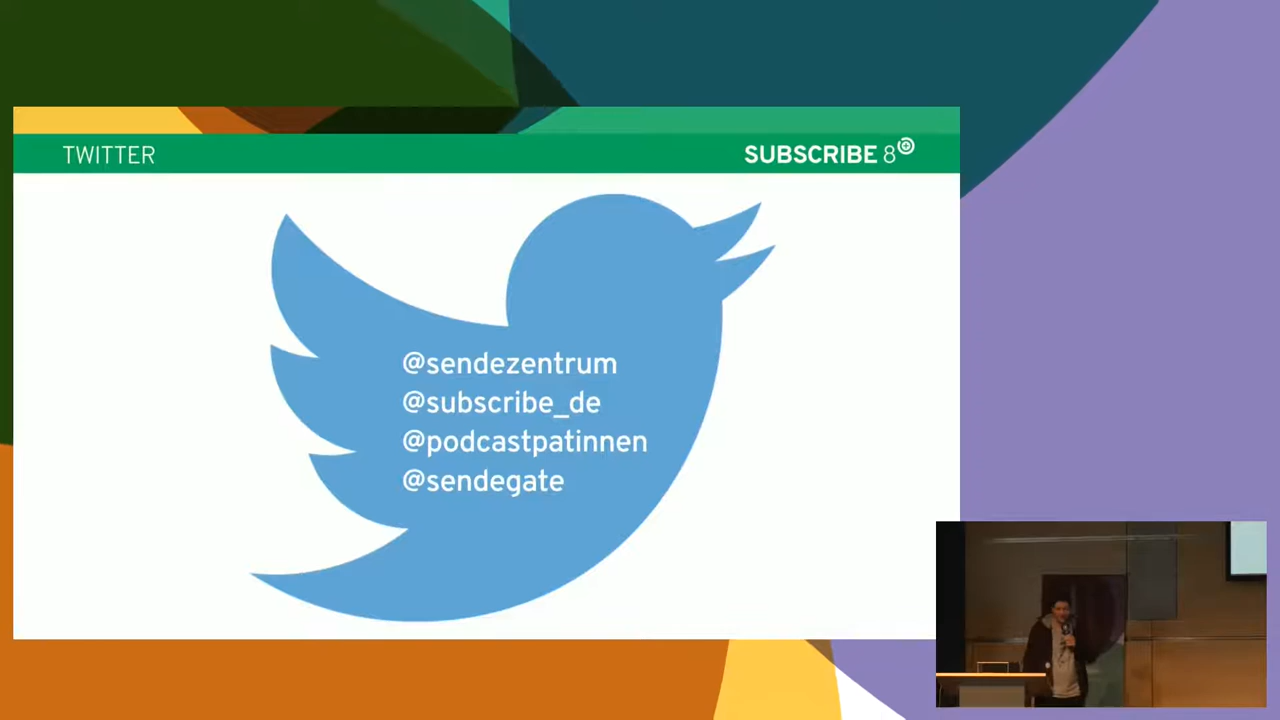 TWITTER
SUBSCRIBE 8
@sendezentrum
@subscribe_de
@podcastpatinnen
@sendegate